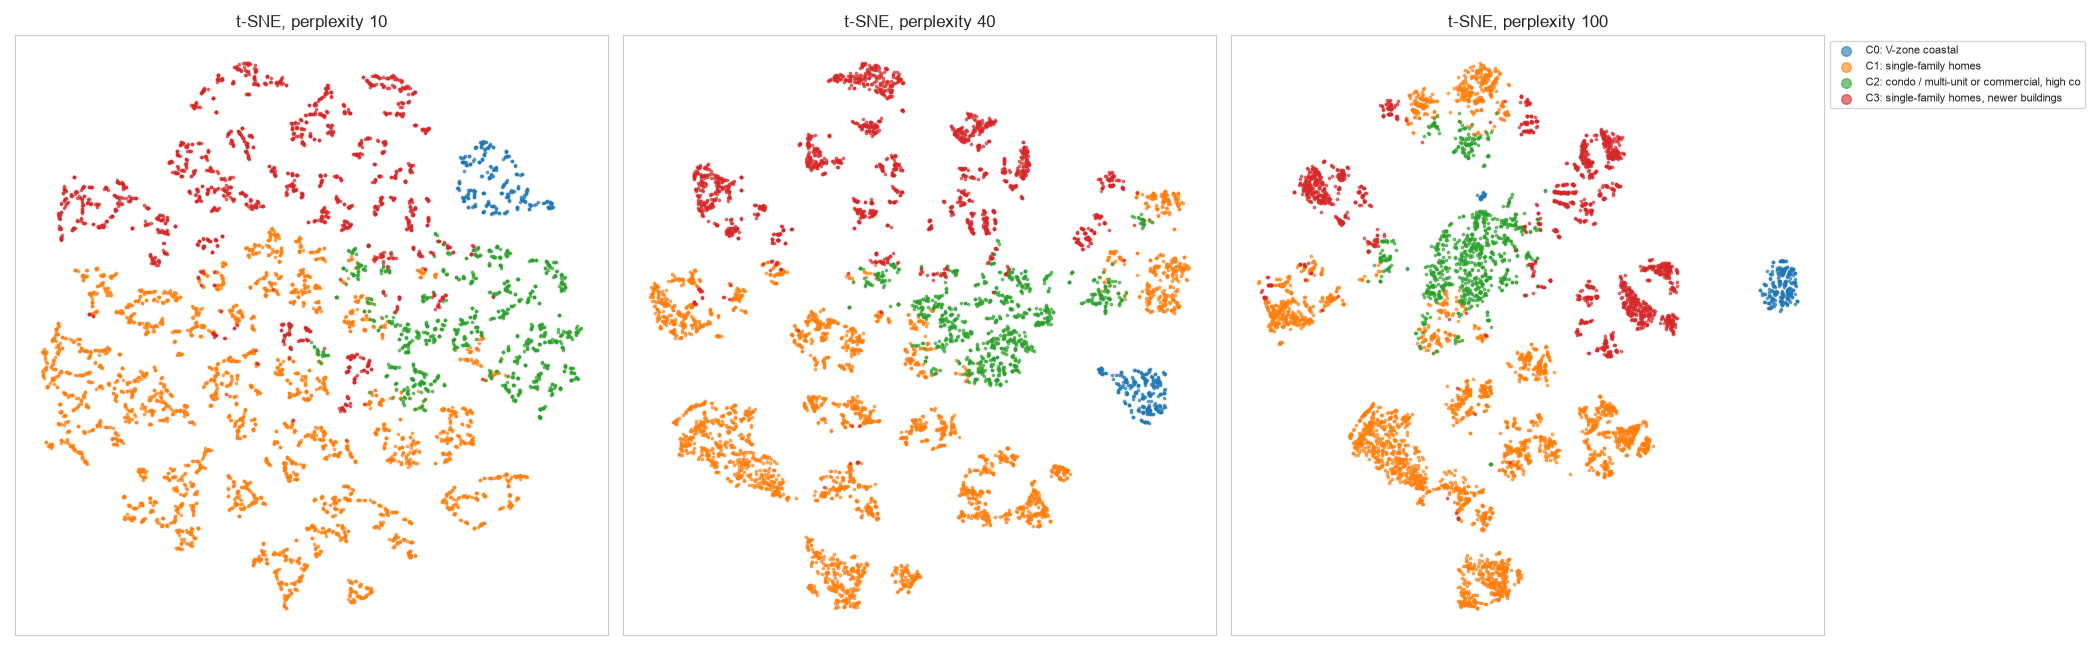 t-SNE, perplexity 10
t-SNE, perplexity 40
t-SNE, perplexity 100
C0: V-zone coastal
C1: single-family homes
C2: condo / multi-unit or commercial, high co
C3: single-family homes, newer buildings